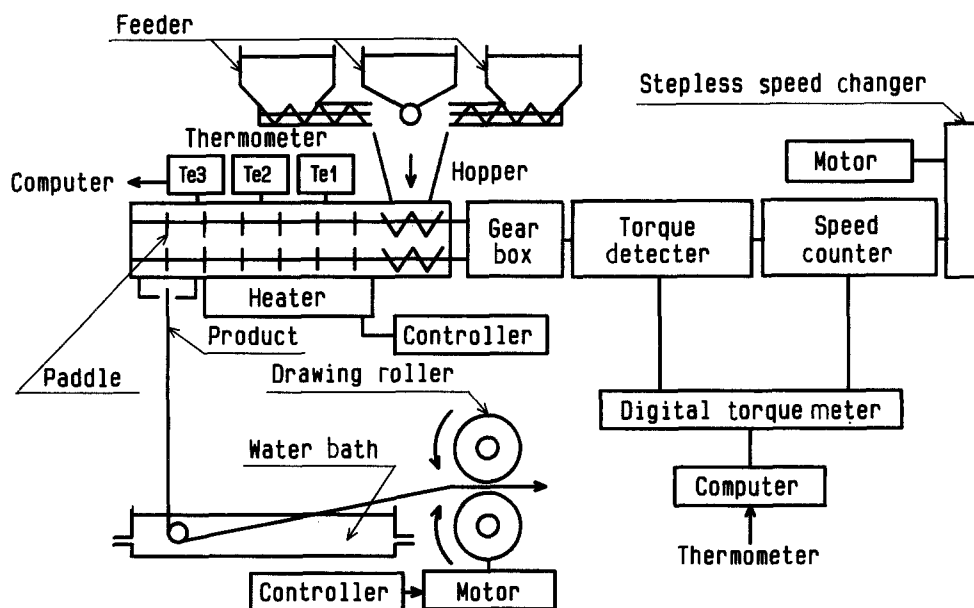 Feeder
Stepless speed changer
Thermometer
Computer
Te3
Te2
Te1
Hopper
Motor
Gear
box
Torque
detecter
Speed
counter
Heater
Product
Controller
Paddle
Drawing roller
Digital torque meter
Water bath
Computer
Thermometer
Controller
Motor